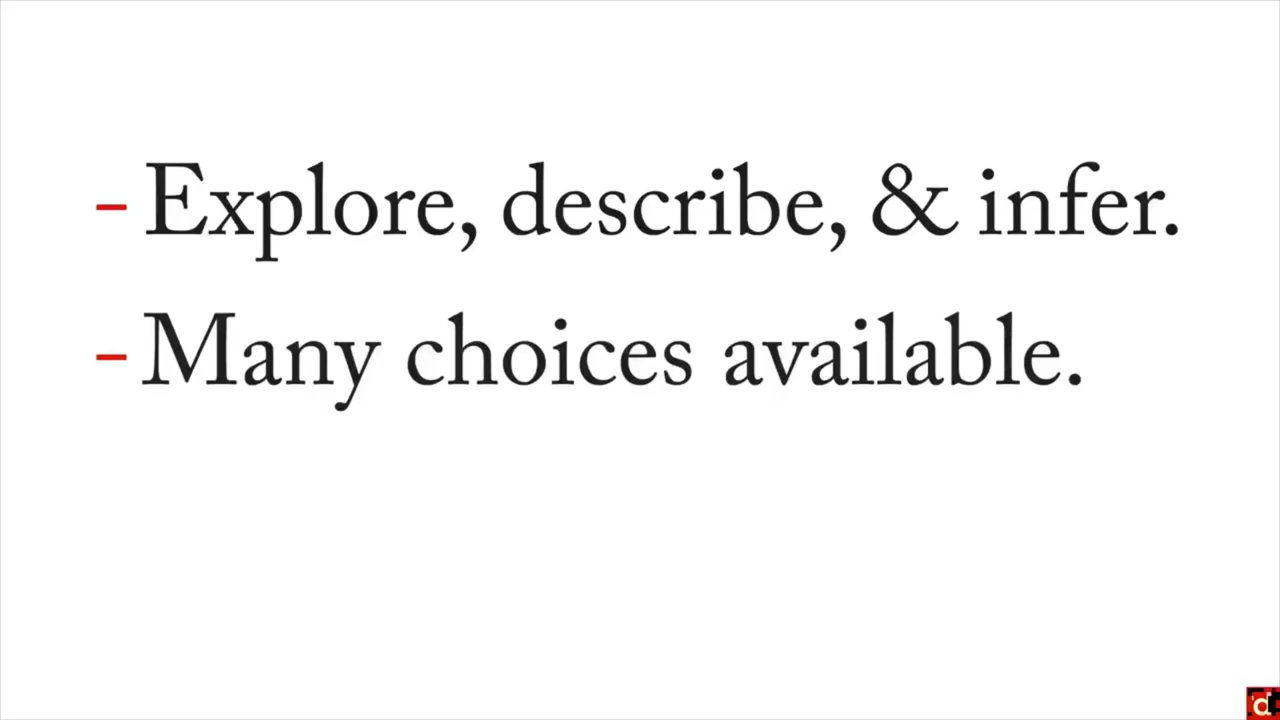 - Explore, describe, & infer.
- Many choices available.
d